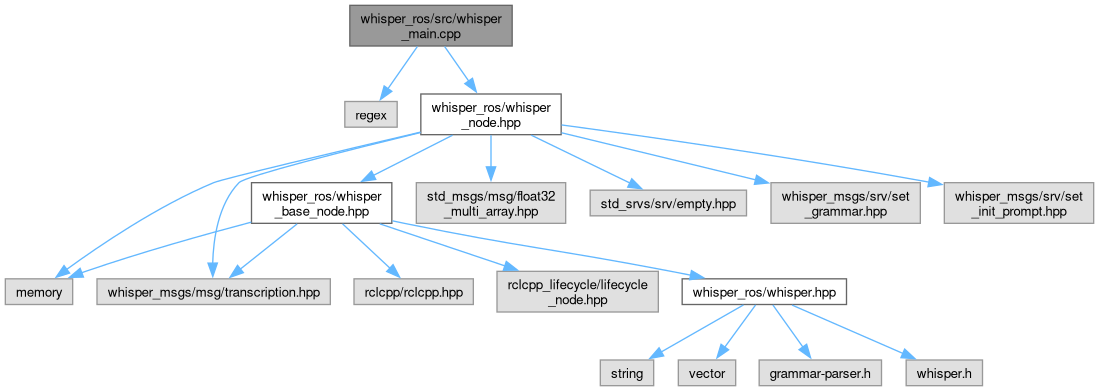 whisper_ros/src/whisper
_main.cpp
regex
whisper_ros/whisper
_node.hpp
whisper_ros/whisper
_base_node.hpp
std_msgs/msg/float32
_multi_array.hpp
std_srvs/srv/empty.hpp
whisper_msgs/srv/set
_grammar.hpp
whisper_msgs/srv/set
_init_prompt.hpp
memory
whisper_msgs/msg/transcription.hpp
rclcpp/rclcpp.hpp
rclcpp_lifecycle/lifecycle
_node.hpp
whisper_ros/whisper.hpp
string
vector
grammar-parser.h
whisper.h